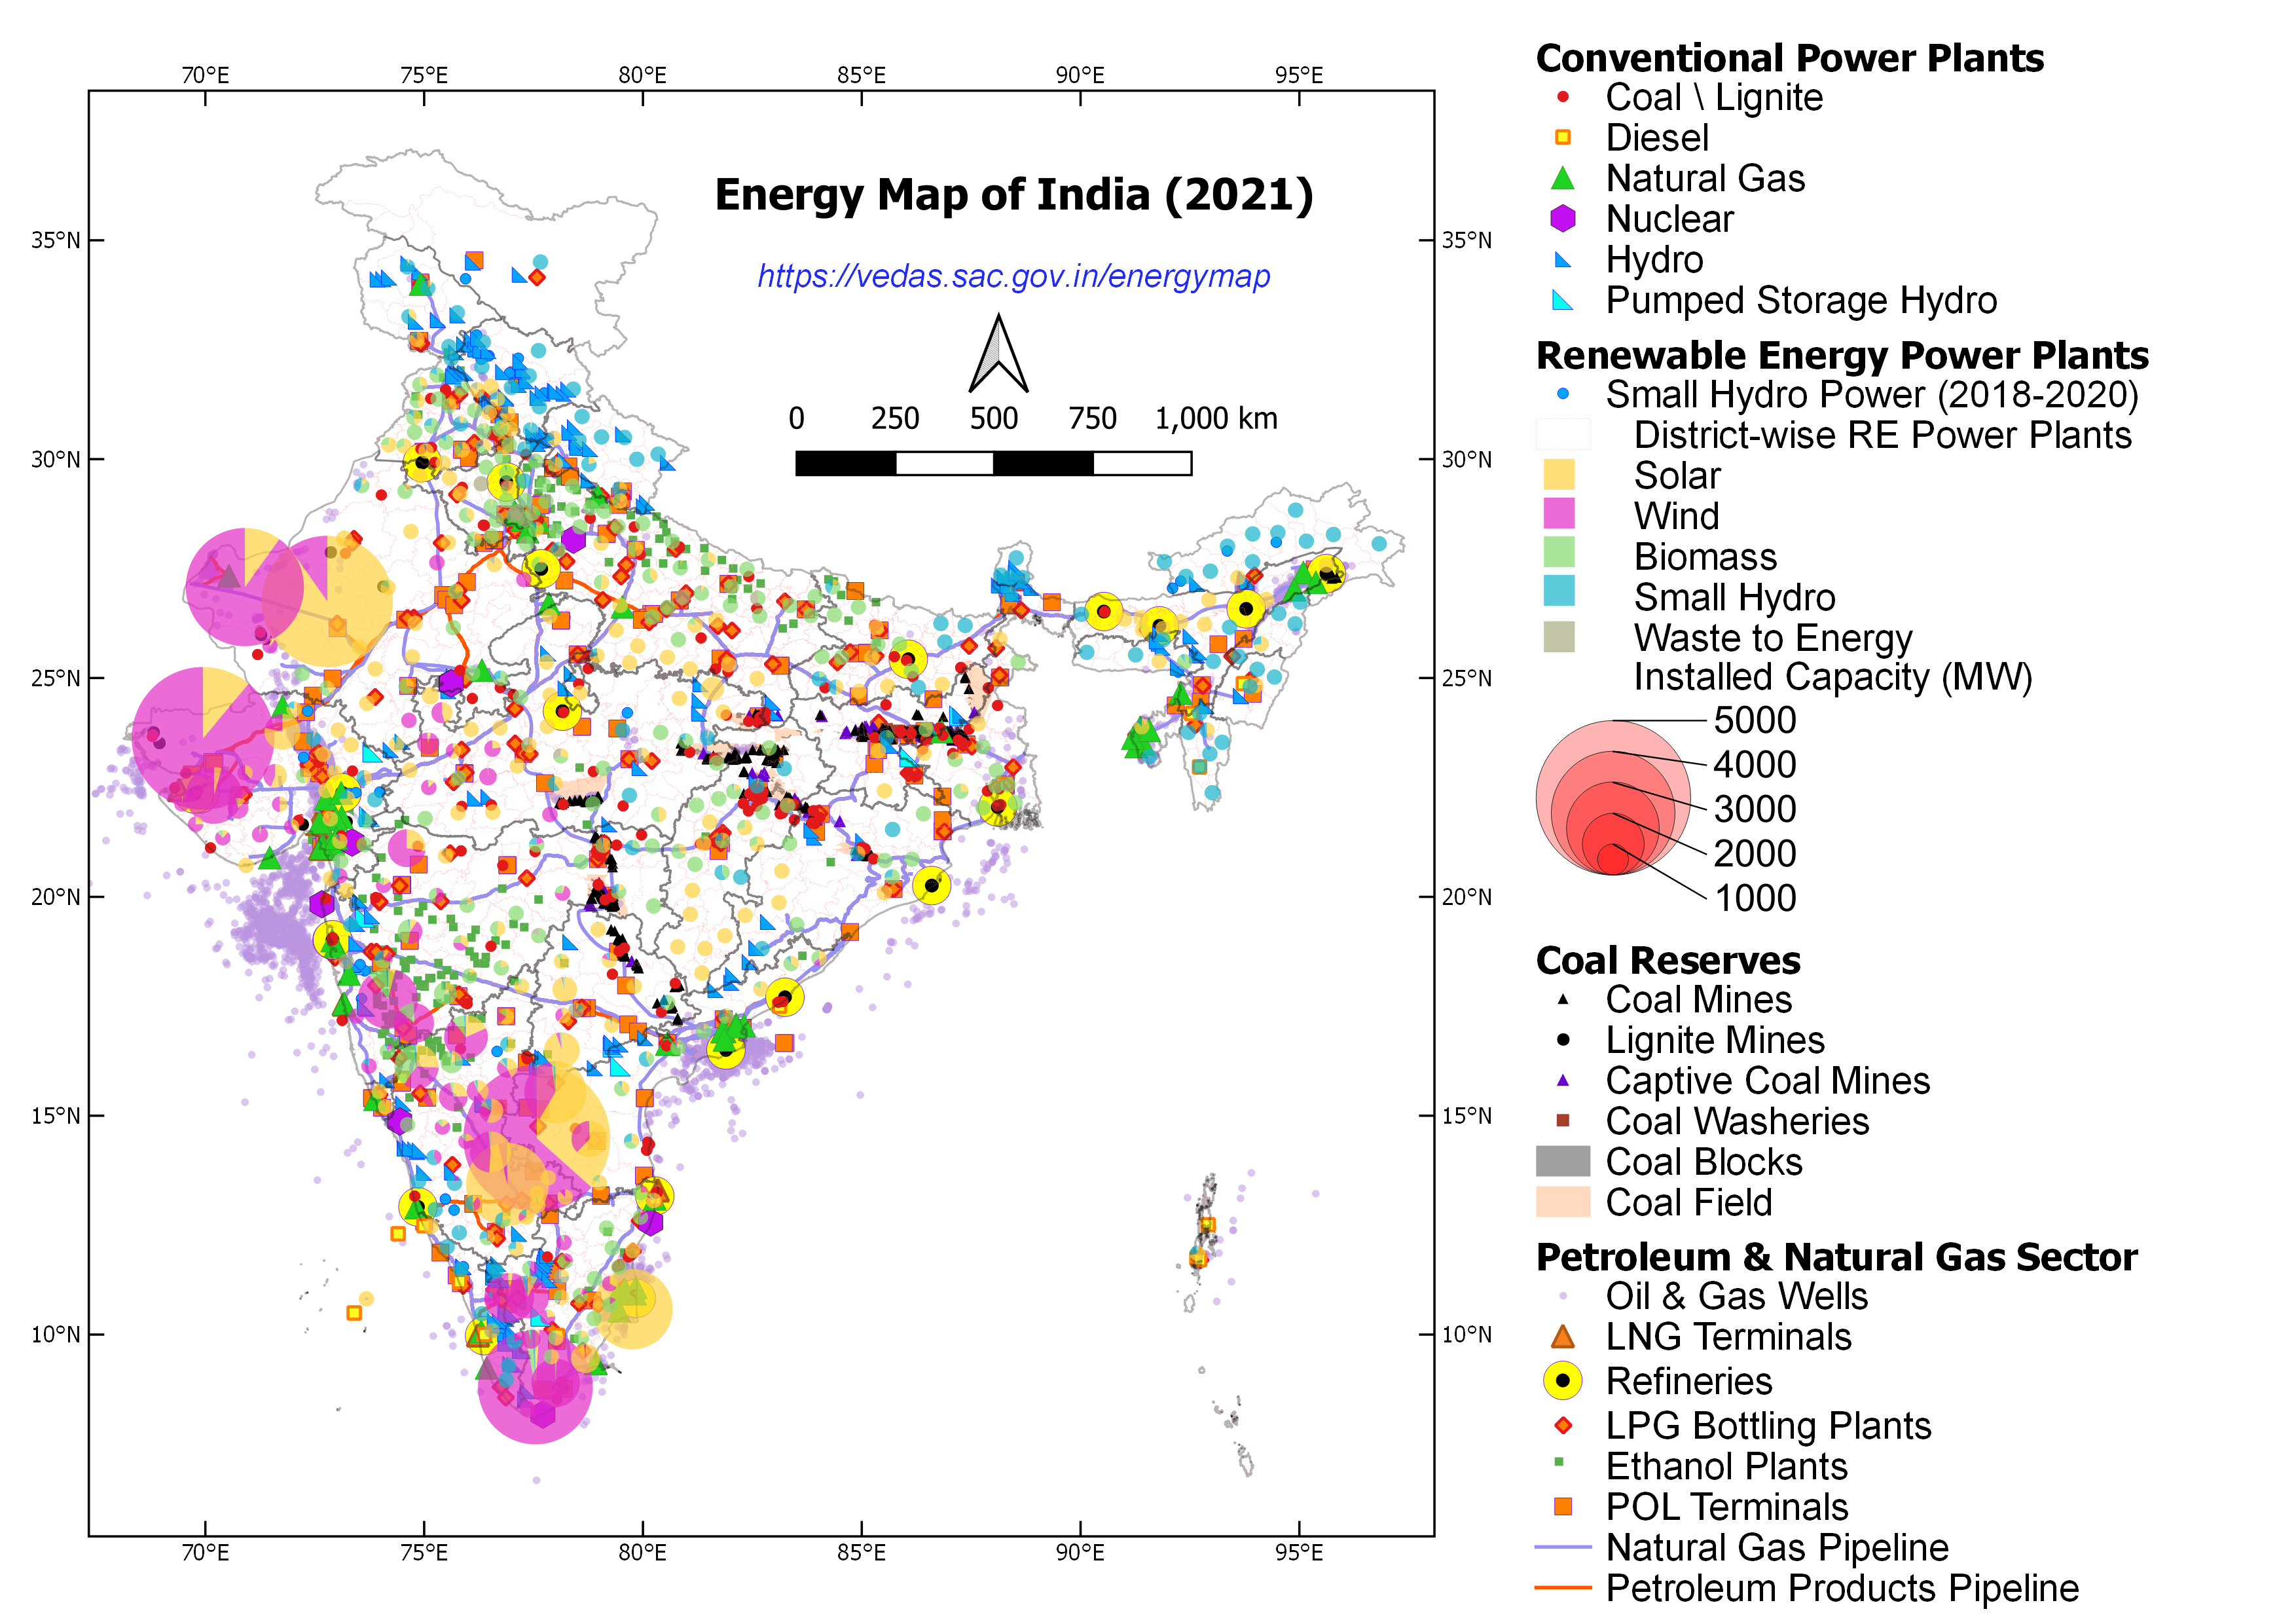 70°E 75°E 80°E 85°E 90°E 95°E
Energy Map of India (2021)
https://vedas.sac.gov.in/energymap
0 250 500 750 1,000 km
35°N 35°N
30°N 30°N
25°N 25°N
20°N 20°N
15°N 15°N
10°N 10°N
70°E 75°E 80°E 85°E 90°E 95°E
Conventional Power Plants
Coal \ Lignite
Diesel
Natural Gas
Nuclear
Hydro
Pumped Storage Hydro
Renewable Energy Power Plants
Small Hydro Power (2018-2020)
District-wise RE Power Plants
Solar
Wind
Biomass
Small Hydro
Waste to Energy
Installed Capacity (MW)
5000
4000
3000
2000
1000
Coal Reserves
Coal Mines
Lignite Mines
Captive Coal Mines
Coal Washeries
Coal Blocks
Coal Field
Petroleum & Natural Gas Sector
Oil & Gas Wells
LNG Terminals
Refineries
LPG Bottling Plants
Ethanol Plants
POL Terminals
Natural Gas Pipeline
Petroleum Products Pipeline